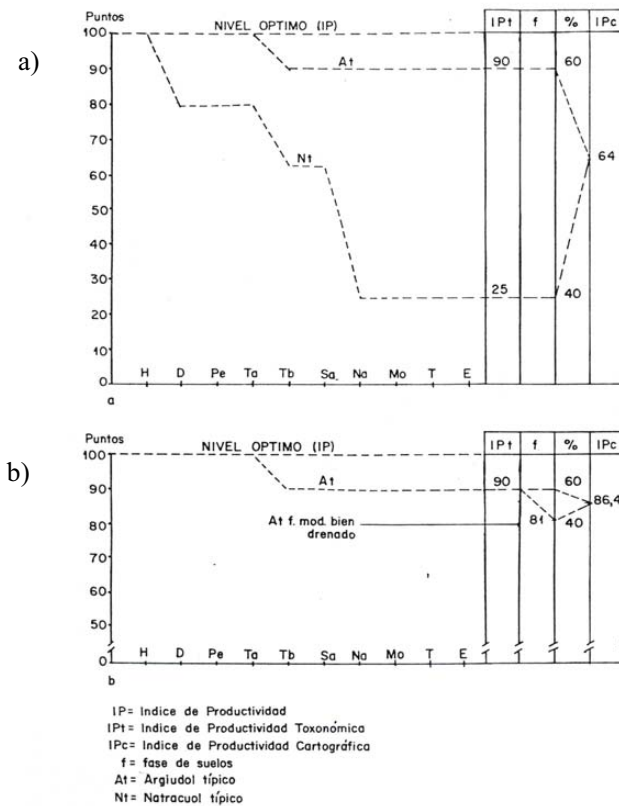 a)
Puntos
NIVEL OPTIMO (IP)
IPt f % IPc
100
90 At 90 60
80
70
Nt 64
60
50
40
30
25 40
20
10
0
H D Pe Ta Tb Sa Na Mo T E
a
b)
Puntos
NIVEL OPTIMO (IP)
IPt f % IPc
100
90 At 90 60
86,4
At f. mod. bien
drenado
81 40
80
70
60
50
0
H D Pe Ta Tb Sa Na Mo T E
b
IP= Indice de Productividad
IPt= Indice de Productividad Toxonómica
IPc= Indice de Productividad Cartográfica
f= fase de suelos
At= Argiudol típico
Nt= Natracuol típico